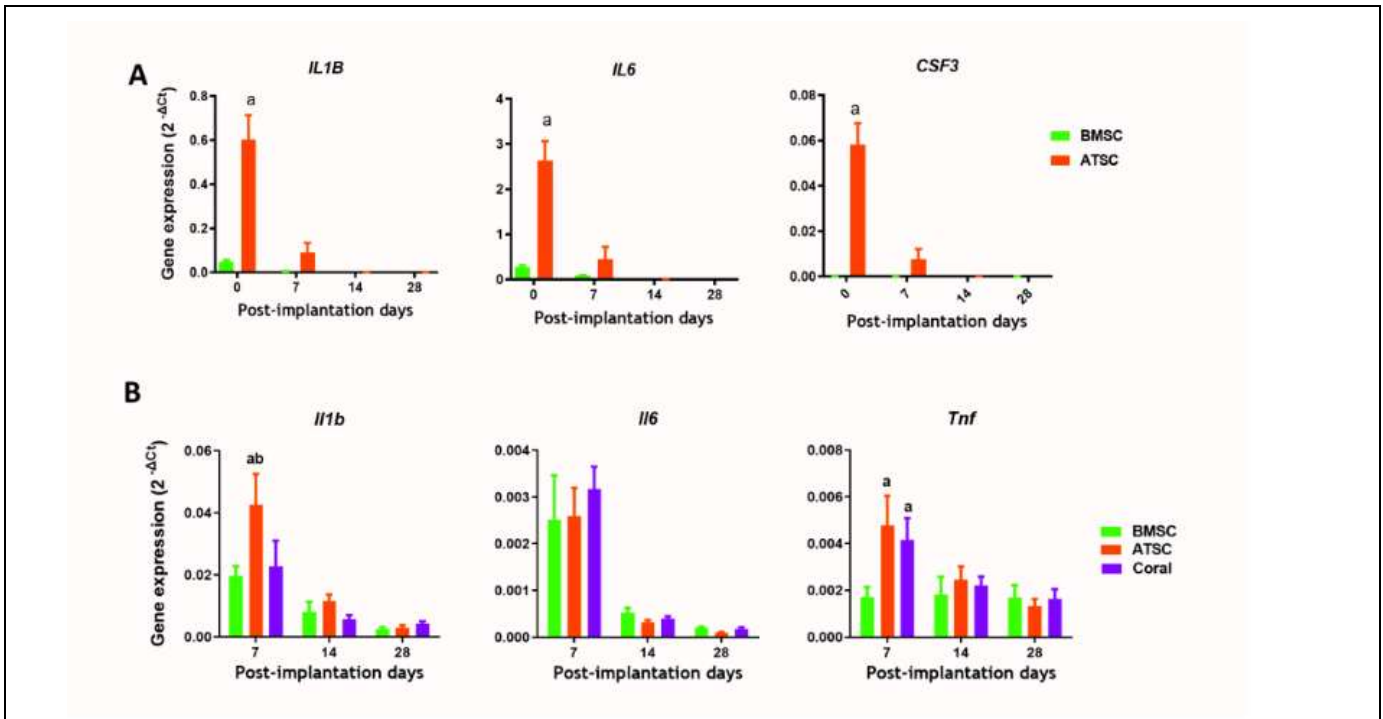 A
IL1B
IL6
CSF3
Gene expression (2 -ΔCt)
0.8
0.6
0.4
0.2
0.0
0
7
14
28
Post-implantation days
4
3
2
1
0
0
7
14
28
Post-implantation days
0.08
0.06
0.04
0.02
0.00
0
7
14
28
Post-implantation days
a
a
a
BMSC
ATSC
B
Il1b
Il6
Tnf
Gene expression (2 -ΔCt)
0.06
0.04
0.02
0.00
7
14
28
Post-implantation days
0.004
0.003
0.002
0.001
0.000
7
14
28
Post-implantation days
0.008
0.006
0.004
0.002
0.000
7
14
28
Post-implantation days
ab
a
a
BMSC
ATSC
Coral